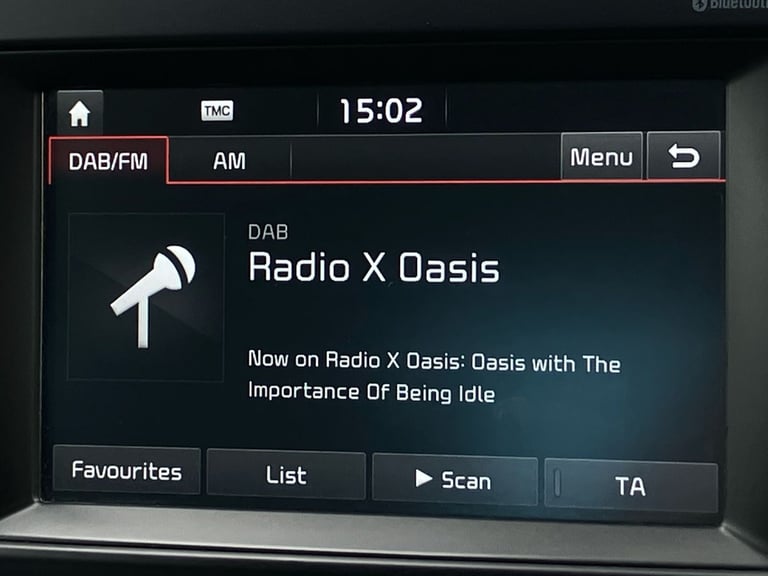 Bluetooth
TMC 15:02
DAB/FM AM Menu
DAB
Radio X Oasis
Now on Radio X Oasis: Oasis with The
Importance Of Being Idle
Favourites List Scan TA